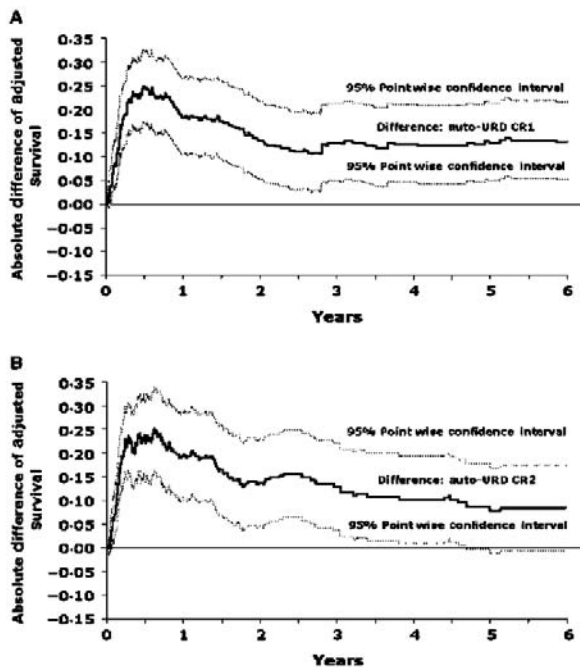 A
Absolute difference of adjusted
Survival
0·35
0·30
0·25
0·20
0·15
0·10
0·05
0·00
−0·05
−0·10
−0·15
95% Pointwise confidence interval
Difference: auto-URD CR1
95% Point wise confidence interval
0 1 2 3 4 5 6
Years
B
Absolute difference of adjusted
Survival
0·35
0·30
0·25
0·20
0·15
0·10
0·05
0·00
−0·05
−0·10
−0·15
95% Point wise confidence interval
Difference: auto-URD CR2
95% Point wise confidence interval
0 1 2 3 4 5 6
Years